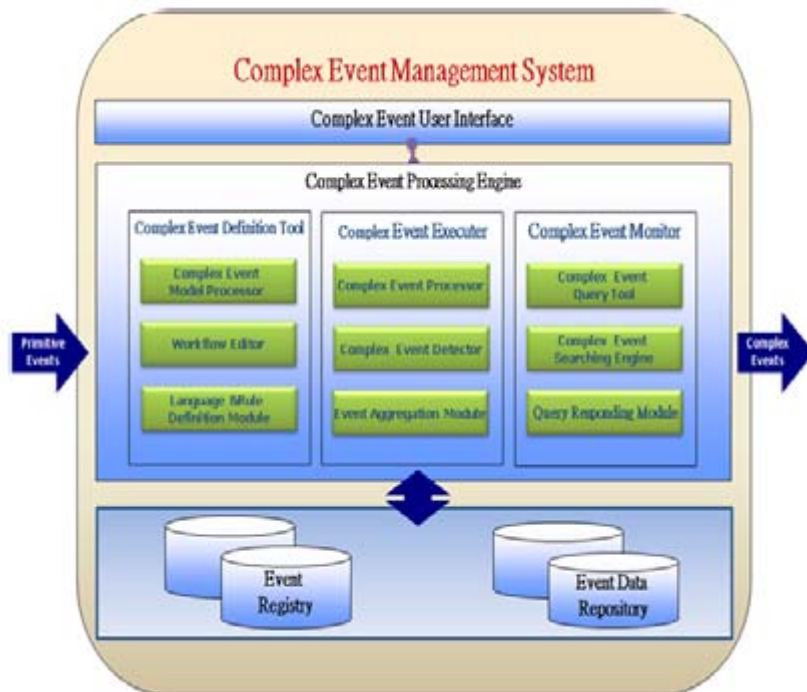 Complex Event Management System
Complex Event User Interface
Complex Event Processing Engine
Complex Event Definition Tool
Complex Event
Model Processor
Workflow Editor
Language &Rule
Definition Module
Complex Event Executer
Complex Event Processor
Complex Event Detector
Event Aggregation Module
Complex Event Monitor
Complex Event
Query Tool
Complex Event
Searching Engine
Query Responding Module
Primitive
Events
Complex
Events
Event
Registry
Event Data
Repository